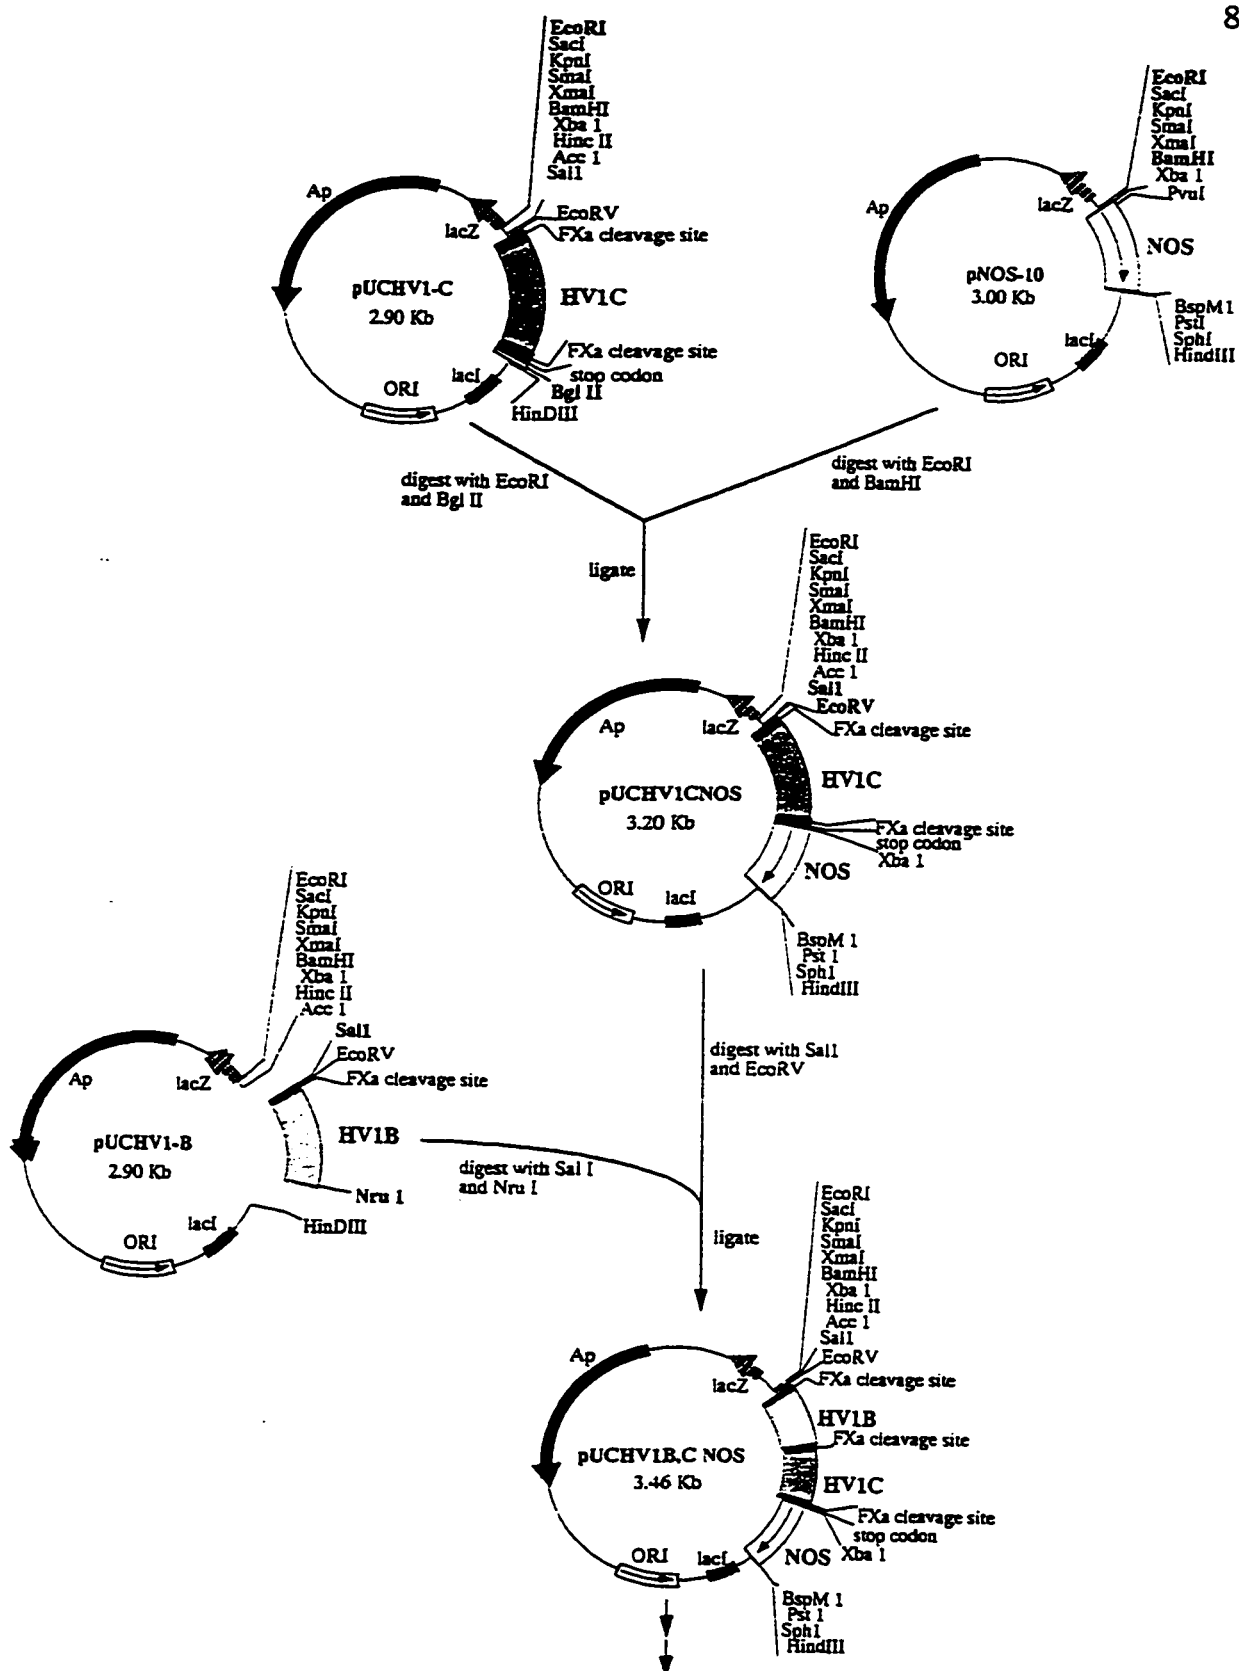 8
EcoRI
SacI
KpnI
SmaI
XmaI
BamHI
Xba 1
Hinc II
Acc 1
Sal1
EcoRV
FXa cleavage site
Ap
lacZ
pUCHV1-C
2.90 Kb
HV1C
FXa cleavage site
stop codon
Bgl II
HinDIII
lacI
ORI
EcoRI
SacI
KpnI
SmaI
XmaI
BamHI
Xba 1
PvuI
Ap
lacZ
NOS
pNOS-10
3.00 Kb
BspM1
PstI
SphI
HindIII
lacI
ORI
digest with EcoRI
and Bgl II
digest with EcoRI
and BamHI
ligate
EcoRI
SacI
KpnI
SmaI
XmaI
BamHI
Xba 1
Hinc II
Acc 1
Sal1
EcoRV
FXa cleavage site
Ap
lacZ
pUCHV1CNOS
3.20 Kb
HV1C
FXa cleavage site
stop codon
Xba 1
NOS
ORI
lacI
BspM 1
Pst 1
Sph1
HindIII
EcoRI
SacI
KpnI
SmaI
XmaI
BamHI
Xba 1
Hinc II
Acc 1
Sal1
EcoRV
FXa cleavage site
Ap
lacZ
pUCHV1-B
2.90 Kb
HV1B
Nru 1
HinDIII
lacI
ORI
digest with Sal1
and EcoRV
digest with Sal I
and Nru I
ligate
EcoRI
SacI
KpnI
SmaI
XmaI
BamHI
Xba 1
Hinc II
Acc 1
Sal1
EcoRV
FXa cleavage site
Ap
lacZ
HV1B
FXa cleavage site
pUCHV1B,C NOS
3.46 Kb
HV1C
FXa cleavage site
stop codon
Xba 1
NOS
ORI
lacI
BspM 1
Pst 1
Sph1
HindIII